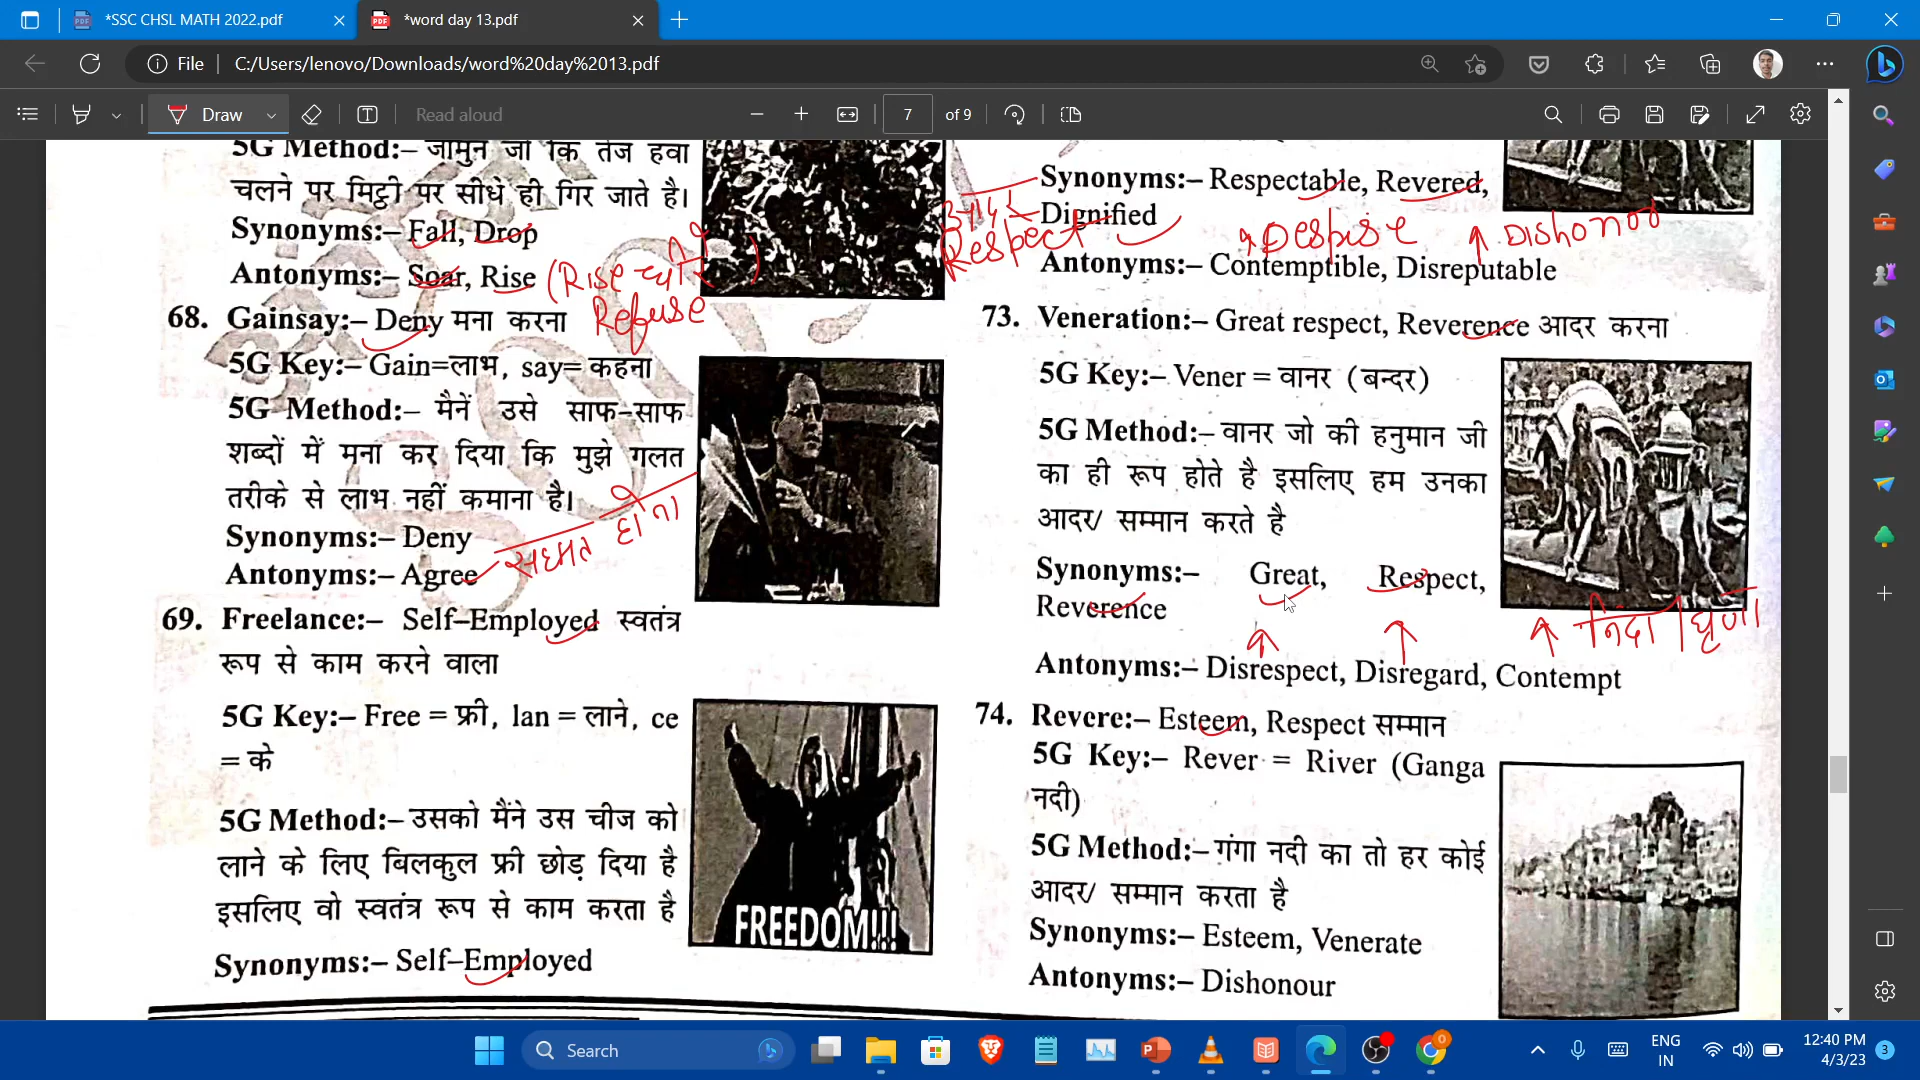 *SSC CHSL MATH 2022.pdf
*word day 13.pdf
File
C:/Users/lenovo/Downloads/word%20day%2013.pdf
Draw
Read aloud
7 of 9
5G Method:– जामुन जो कि तेज हवा
चलने पर मिट्टी पर सीधे ही गिर जाते है।
Synonyms:– Fall, Drop
Antonyms:– Soar, Rise
(Rise
Refuse
68. Gainsay:– Deny मना करना
5G Key:– Gain=लाभ, say= कहना
5G Method:– मैनें उसे साफ–साफ
शब्दों में मना कर दिया कि मुझे गलत
तरीके से लाभ नहीं कमाना है।
Synonyms:– Deny
Antonyms:– Agree
सहमत होना
69. Freelance:– Self–Employed स्वतंत्र
रूप से काम करने वाला
5G Key:– Free = फ्री, lan = लाने, ce
= के
5G Method:– उसको मैंने उस चीज को
लाने के लिए बिलकुल फ्री छोड़ दिया है
इसलिए वो स्वतंत्र रूप से काम करता है
FREEDOM!!!
Synonyms:– Self–Employed
Synonyms:– Respectable, Revered,
Dignified
Respect
Despise
Dishonor
Antonyms:– Contemptible, Disreputable
73. Veneration:– Great respect, Reverence आदर करना
5G Key:– Vener = वानर (बन्दर)
5G Method:– वानर जो की हनुमान जी
का ही रूप होते है इसलिए हम उनका
आदर/ सम्मान करते है
Synonyms:– Great, Respect,
Reverence
निंदा/घृणा
Antonyms:– Disrespect, Disregard, Contempt
74. Revere:– Esteem, Respect सम्मान
5G Key:– Rever = River (Ganga
नदी)
5G Method:– गंगा नदी का तो हर कोई
आदर/ सम्मान करता है
Synonyms:– Esteem, Venerate
Antonyms:– Dishonour
Search
ENG
IN
12:40 PM
4/3/23
3